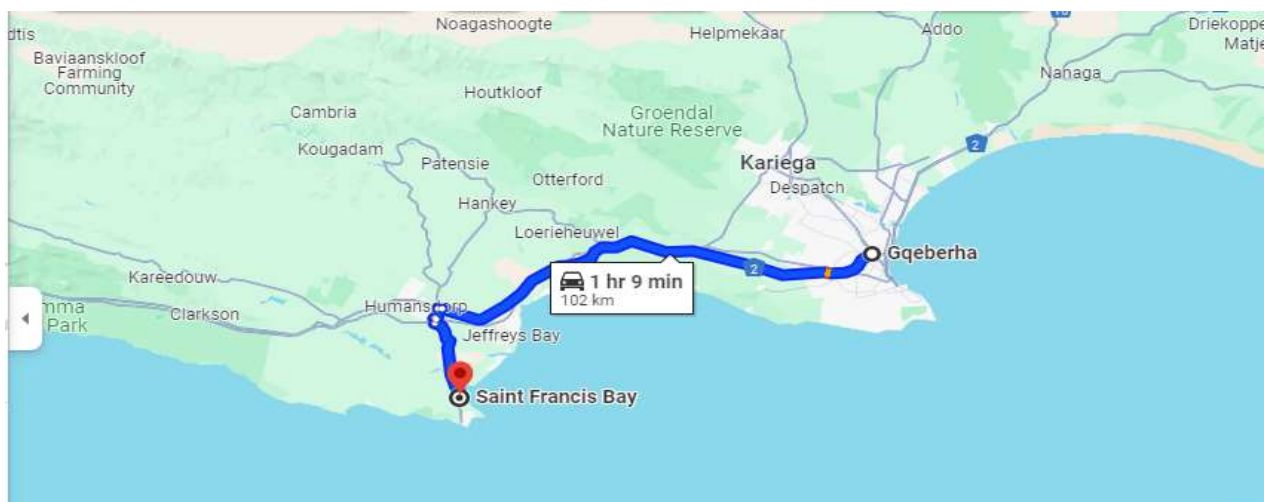 Noagashoogte
Helpmekaar
Addo
Driekoppe
Matje
dtis
Baviaanskloof
Farming
Community
Nanaga
Houtkloof
Cambria
Groendal
Nature Reserve
Kougadam
Patensie
Kariega
2
Otterford
Despatch
Hankey
Loerieheuwel
Gqeberha
Kareedouw
1 hr 9 min
102 km
2
mma
Park
Clarkson
Humansdorp
Jeffreys Bay
Saint Francis Bay